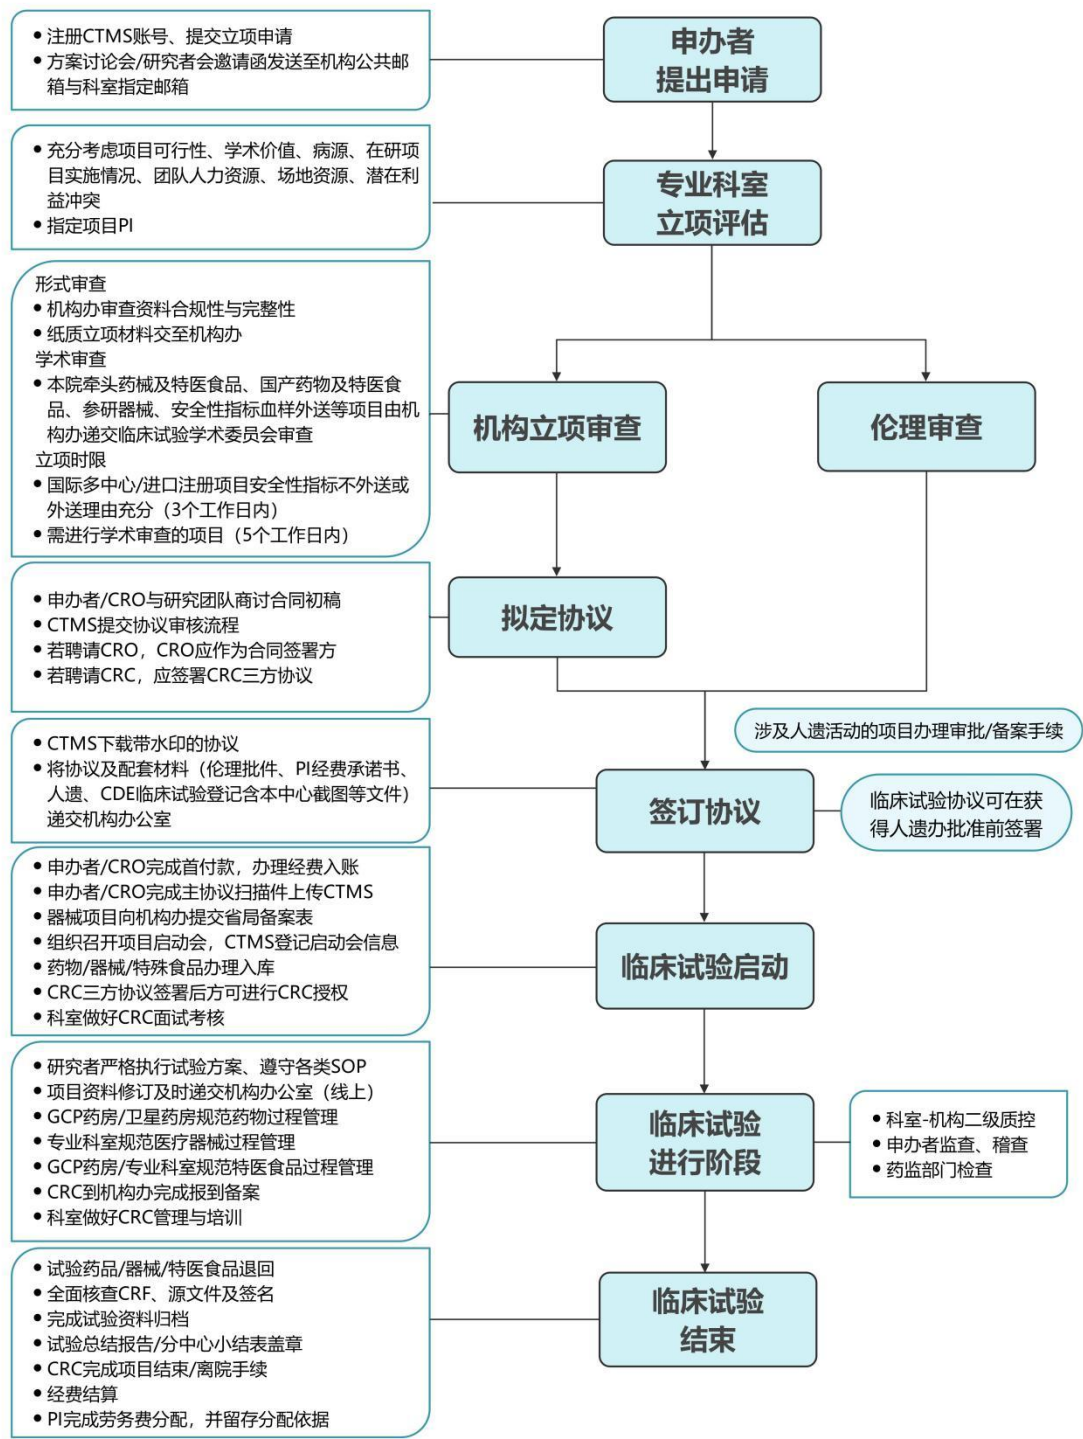 ● 注册CTMS账号、提交立项申请
● 方案讨论会/研究者会邀请函发送至机构公共邮
箱与科室指定邮箱
申办者
提出申请
● 充分考虑项目可行性、学术价值、病源、在研项
目实施情况、团队人力资源、场地资源、潜在利
益冲突
● 指定项目PI
专业科室
立项评估
形式审查
● 机构办审查资料合规性与完整性
● 纸质立项材料交至机构办
学术审查
● 本院牵头药械及特医食品、国产药物及特医食
品、参研器械、安全性指标血样外送等项目由机
构办递交临床试验学术委员会审查
立项时限
● 国际多中心/进口注册项目安全性指标不外送或
外送理由充分（3个工作日内）
● 需进行学术审查的项目（5个工作日内）
机构立项审查
伦理审查
● 申办者/CRO与研究团队商讨合同初稿
● CTMS提交协议审核流程
● 若聘请CRO，CRO应作为合同签署方
● 若聘请CRC，应签署CRC三方协议
拟定协议
涉及人遗活动的项目办理审批/备案手续
● CTMS下载带水印的协议
● 将协议及配套材料（伦理批件、PI经费承诺书、
人遗、CDE临床试验登记含本中心截图等文件）
递交机构办公室
签订协议
临床试验协议可在获
得人遗办批准前签署
● 申办者/CRO完成首付款，办理经费入账
● 申办者/CRO完成主协议扫描件上传CTMS
● 器械项目向机构办提交省局备案表
● 组织召开项目启动会，CTMS登记启动会信息
● 药物/器械/特殊食品办理入库
● CRC三方协议签署后方可进行CRC授权
● 科室做好CRC面试考核
临床试验启动
● 研究者严格执行试验方案、遵守各类SOP
● 项目资料修订及时递交机构办公室（线上）
● GCP药房/卫星药房规范药物过程管理
● 专业科室规范医疗器械过程管理
● GCP药房/专业科室规范特医食品过程管理
● CRC到机构办完成报到备案
● 科室做好CRC管理与培训
临床试验
进行阶段
● 科室-机构二级质控
● 申办者监查、稽查
● 药监部门检查
● 试验药品/器械/特医食品退回
● 全面核查CRF、源文件及签名
● 完成试验资料归档
● 试验总结报告/分中心小结表盖章
● CRC完成项目结束/离院手续
● 经费结算
● PI完成劳务费分配，并留存分配依据
临床试验
结束